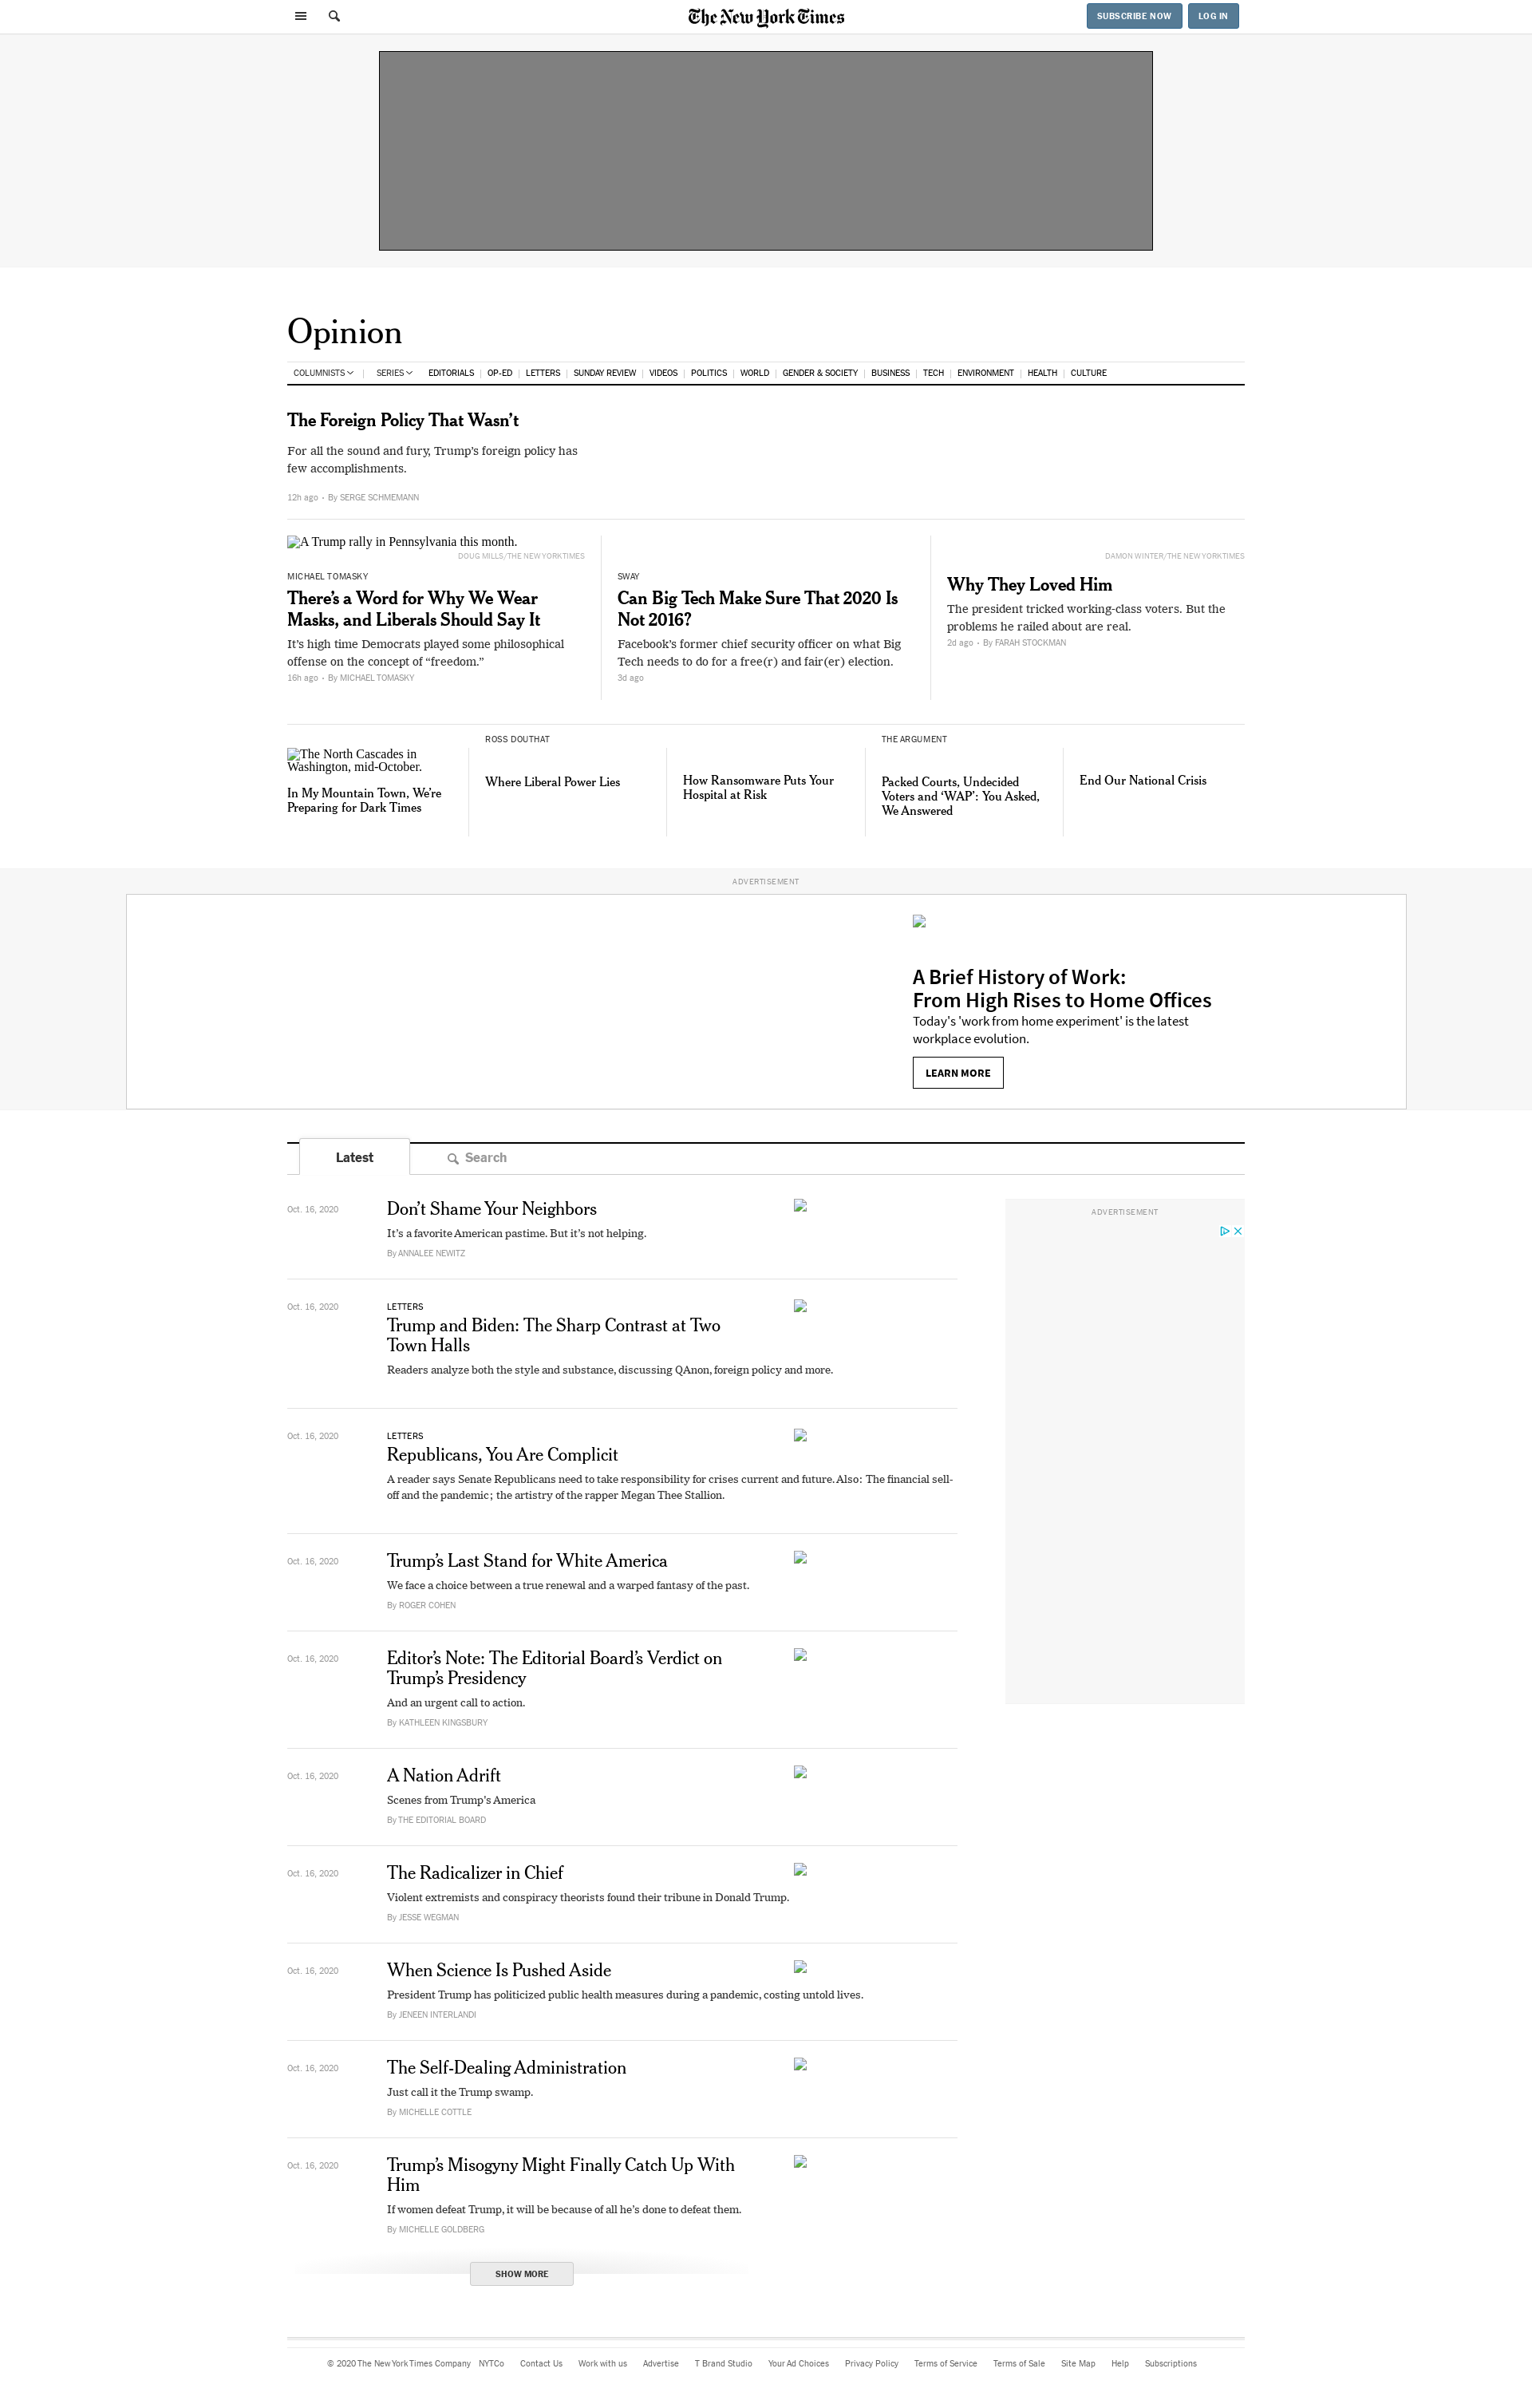 The New York Times
SUBSCRIBE NOW
LOG IN
Opinion
COLUMNISTS
SERIES
EDITORIALS
OP-ED
LETTERS
SUNDAY REVIEW
VIDEOS
POLITICS
WORLD
GENDER & SOCIETY
BUSINESS
TECH
ENVIRONMENT
HEALTH
CULTURE
The Foreign Policy That Wasn’t
For all the sound and fury, Trump’s foreign policy has
few accomplishments.
12h ago • By SERGE SCHMEMANN
A Trump rally in Pennsylvania this month.
DOUG MILLS/THE NEW YORK TIMES
MICHAEL TOMASKY
There’s a Word for Why We Wear
Masks, and Liberals Should Say It
It’s high time Democrats played some philosophical
offense on the concept of “freedom.”
16h ago • By MICHAEL TOMASKY
SWAY
Can Big Tech Make Sure That 2020 Is
Not 2016?
Facebook’s former chief security officer on what Big
Tech needs to do for a free(r) and fair(er) election.
3d ago
DAMON WINTER/THE NEW YORK TIMES
Why They Loved Him
The president tricked working-class voters. But the
problems he railed about are real.
2d ago • By FARAH STOCKMAN
The North Cascades in
Washington, mid-October.
In My Mountain Town, We’re
Preparing for Dark Times
ROSS DOUTHAT
Where Liberal Power Lies
How Ransomware Puts Your
Hospital at Risk
THE ARGUMENT
Packed Courts, Undecided
Voters and ‘WAP’: You Asked,
We Answered
End Our National Crisis
ADVERTISEMENT
A Brief History of Work:
From High Rises to Home Offices
Today's 'work from home experiment' is the latest
workplace evolution.
LEARN MORE
Latest
Search
ADVERTISEMENT
Oct. 16, 2020
Don’t Shame Your Neighbors
It’s a favorite American pastime. But it’s not helping.
By ANNALEE NEWITZ
Oct. 16, 2020
LETTERS
Trump and Biden: The Sharp Contrast at Two
Town Halls
Readers analyze both the style and substance, discussing QAnon, foreign policy and more.
Oct. 16, 2020
LETTERS
Republicans, You Are Complicit
A reader says Senate Republicans need to take responsibility for crises current and future. Also: The financial sell-
off and the pandemic; the artistry of the rapper Megan Thee Stallion.
Oct. 16, 2020
Trump’s Last Stand for White America
We face a choice between a true renewal and a warped fantasy of the past.
By ROGER COHEN
Oct. 16, 2020
Editor’s Note: The Editorial Board’s Verdict on
Trump’s Presidency
And an urgent call to action.
By KATHLEEN KINGSBURY
Oct. 16, 2020
A Nation Adrift
Scenes from Trump’s America
By THE EDITORIAL BOARD
Oct. 16, 2020
The Radicalizer in Chief
Violent extremists and conspiracy theorists found their tribune in Donald Trump.
By JESSE WEGMAN
Oct. 16, 2020
When Science Is Pushed Aside
President Trump has politicized public health measures during a pandemic, costing untold lives.
By JENEEN INTERLANDI
Oct. 16, 2020
The Self-Dealing Administration
Just call it the Trump swamp.
By MICHELLE COTTLE
Oct. 16, 2020
Trump’s Misogyny Might Finally Catch Up With
Him
If women defeat Trump, it will be because of all he’s done to defeat them.
By MICHELLE GOLDBERG
SHOW MORE
© 2020 The New York Times Company
NYTCo
Contact Us
Work with us
Advertise
T Brand Studio
Your Ad Choices
Privacy Policy
Terms of Service
Terms of Sale
Site Map
Help
Subscriptions